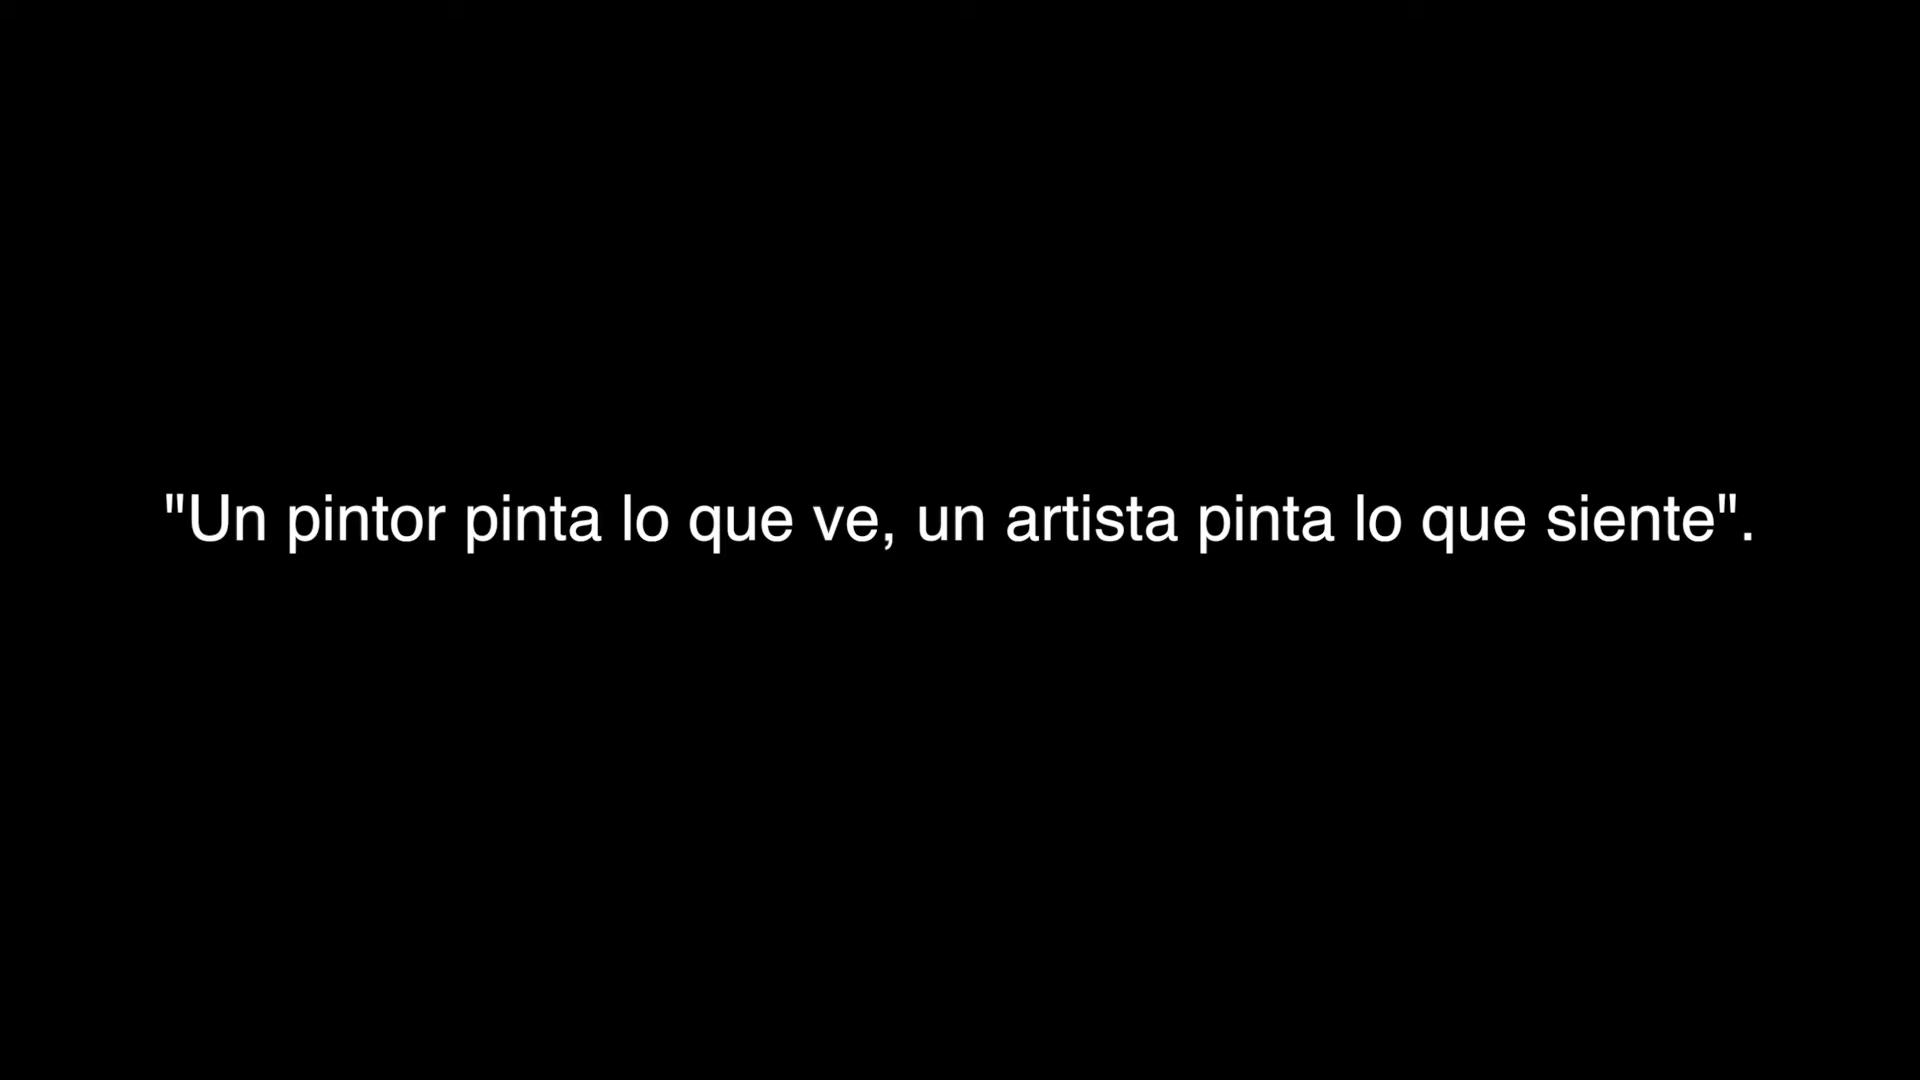 "Un pintor pinta lo que ve, un artista pinta lo que siente".